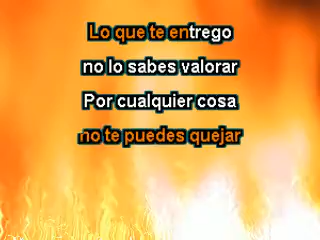 Lo que te entrego
no lo sabes valorar
Por cualquier cosa
no te puedes quejar